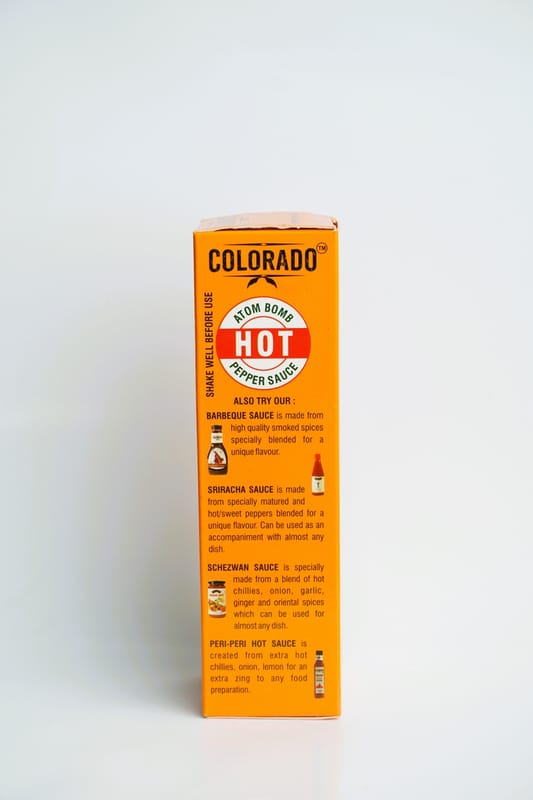 COLORADO TM
SHAKE WELL BEFORE USE
ATOM BOMB
HOT
PEPPER SAUCE
ALSO TRY OUR :
BARBEQUE SAUCE is made from
high quality smoked spices
specially blended for a
unique flavour.
SRIRACHA SAUCE is made
from specially matured and
hot/sweet peppers blended for a
unique flavour. Can be used as an
accompaniment with almost any
dish.
SCHEZWAN SAUCE is specially
made from a blend of hot
chillies, onion, garlic,
ginger and oriental spices
which can be used for
almost any dish.
PERI-PERI HOT SAUCE is
created from extra hot
chillies, onion, lemon for an
extra zing to any food
preparation.